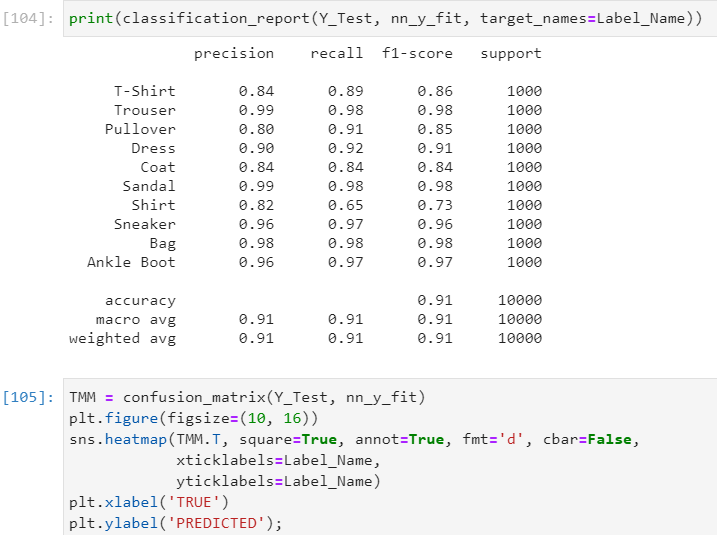 [104]: print(classification_report(Y_Test, nn_y_fit, target_names=Label_Name))
precision recall f1-score support
T-Shirt 0.84 0.89 0.86 1000
Trouser 0.99 0.98 0.98 1000
Pullover 0.80 0.91 0.85 1000
Dress 0.90 0.92 0.91 1000
Coat 0.84 0.84 0.84 1000
Sandal 0.99 0.98 0.98 1000
Shirt 0.82 0.65 0.73 1000
Sneaker 0.96 0.97 0.96 1000
Bag 0.98 0.98 0.98 1000
Ankle Boot 0.96 0.97 0.97 1000
accuracy 0.91 10000
macro avg 0.91 0.91 0.91 10000
weighted avg 0.91 0.91 0.91 10000
[105]: TMM = confusion_matrix(Y_Test, nn_y_fit)
plt.figure(figsize=(10, 16))
sns.heatmap(TMM.T, square=True, annot=True, fmt='d', cbar=False,
xticklabels=Label_Name,
yticklabels=Label_Name)
plt.xlabel('TRUE')
plt.ylabel('PREDICTED');